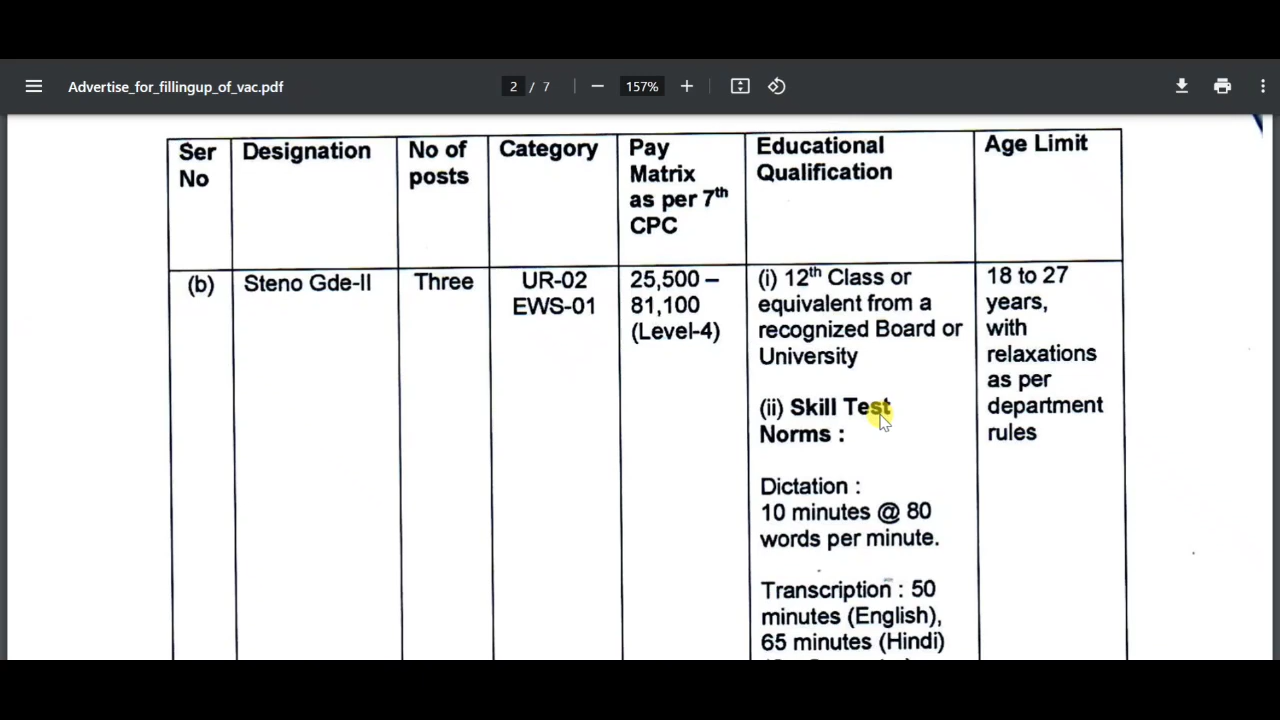 Advertise_for_fillingup_of_vac.pdf
2 / 7
157%
Ser No
Designation
No of posts
Category
Pay Matrix as per 7th CPC
Educational Qualification
Age Limit
(b)
Steno Gde-II
Three
UR-02
EWS-01
25,500 –
81,100
(Level-4)
(i) 12th Class or
equivalent from a
recognized Board or
University
(ii) Skill Test
Norms :
Dictation :
10 minutes @ 80
words per minute.
Transcription : 50
minutes (English),
65 minutes (Hindi)
18 to 27
years,
with
relaxations
as per
department
rules